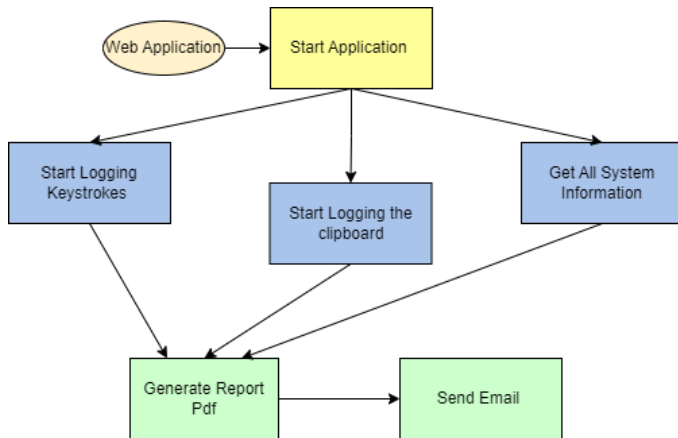 Web Application
Start Application
Start Logging
Keystrokes
Start Logging the
clipboard
Get All System
Information
Generate Report
Pdf
Send Email